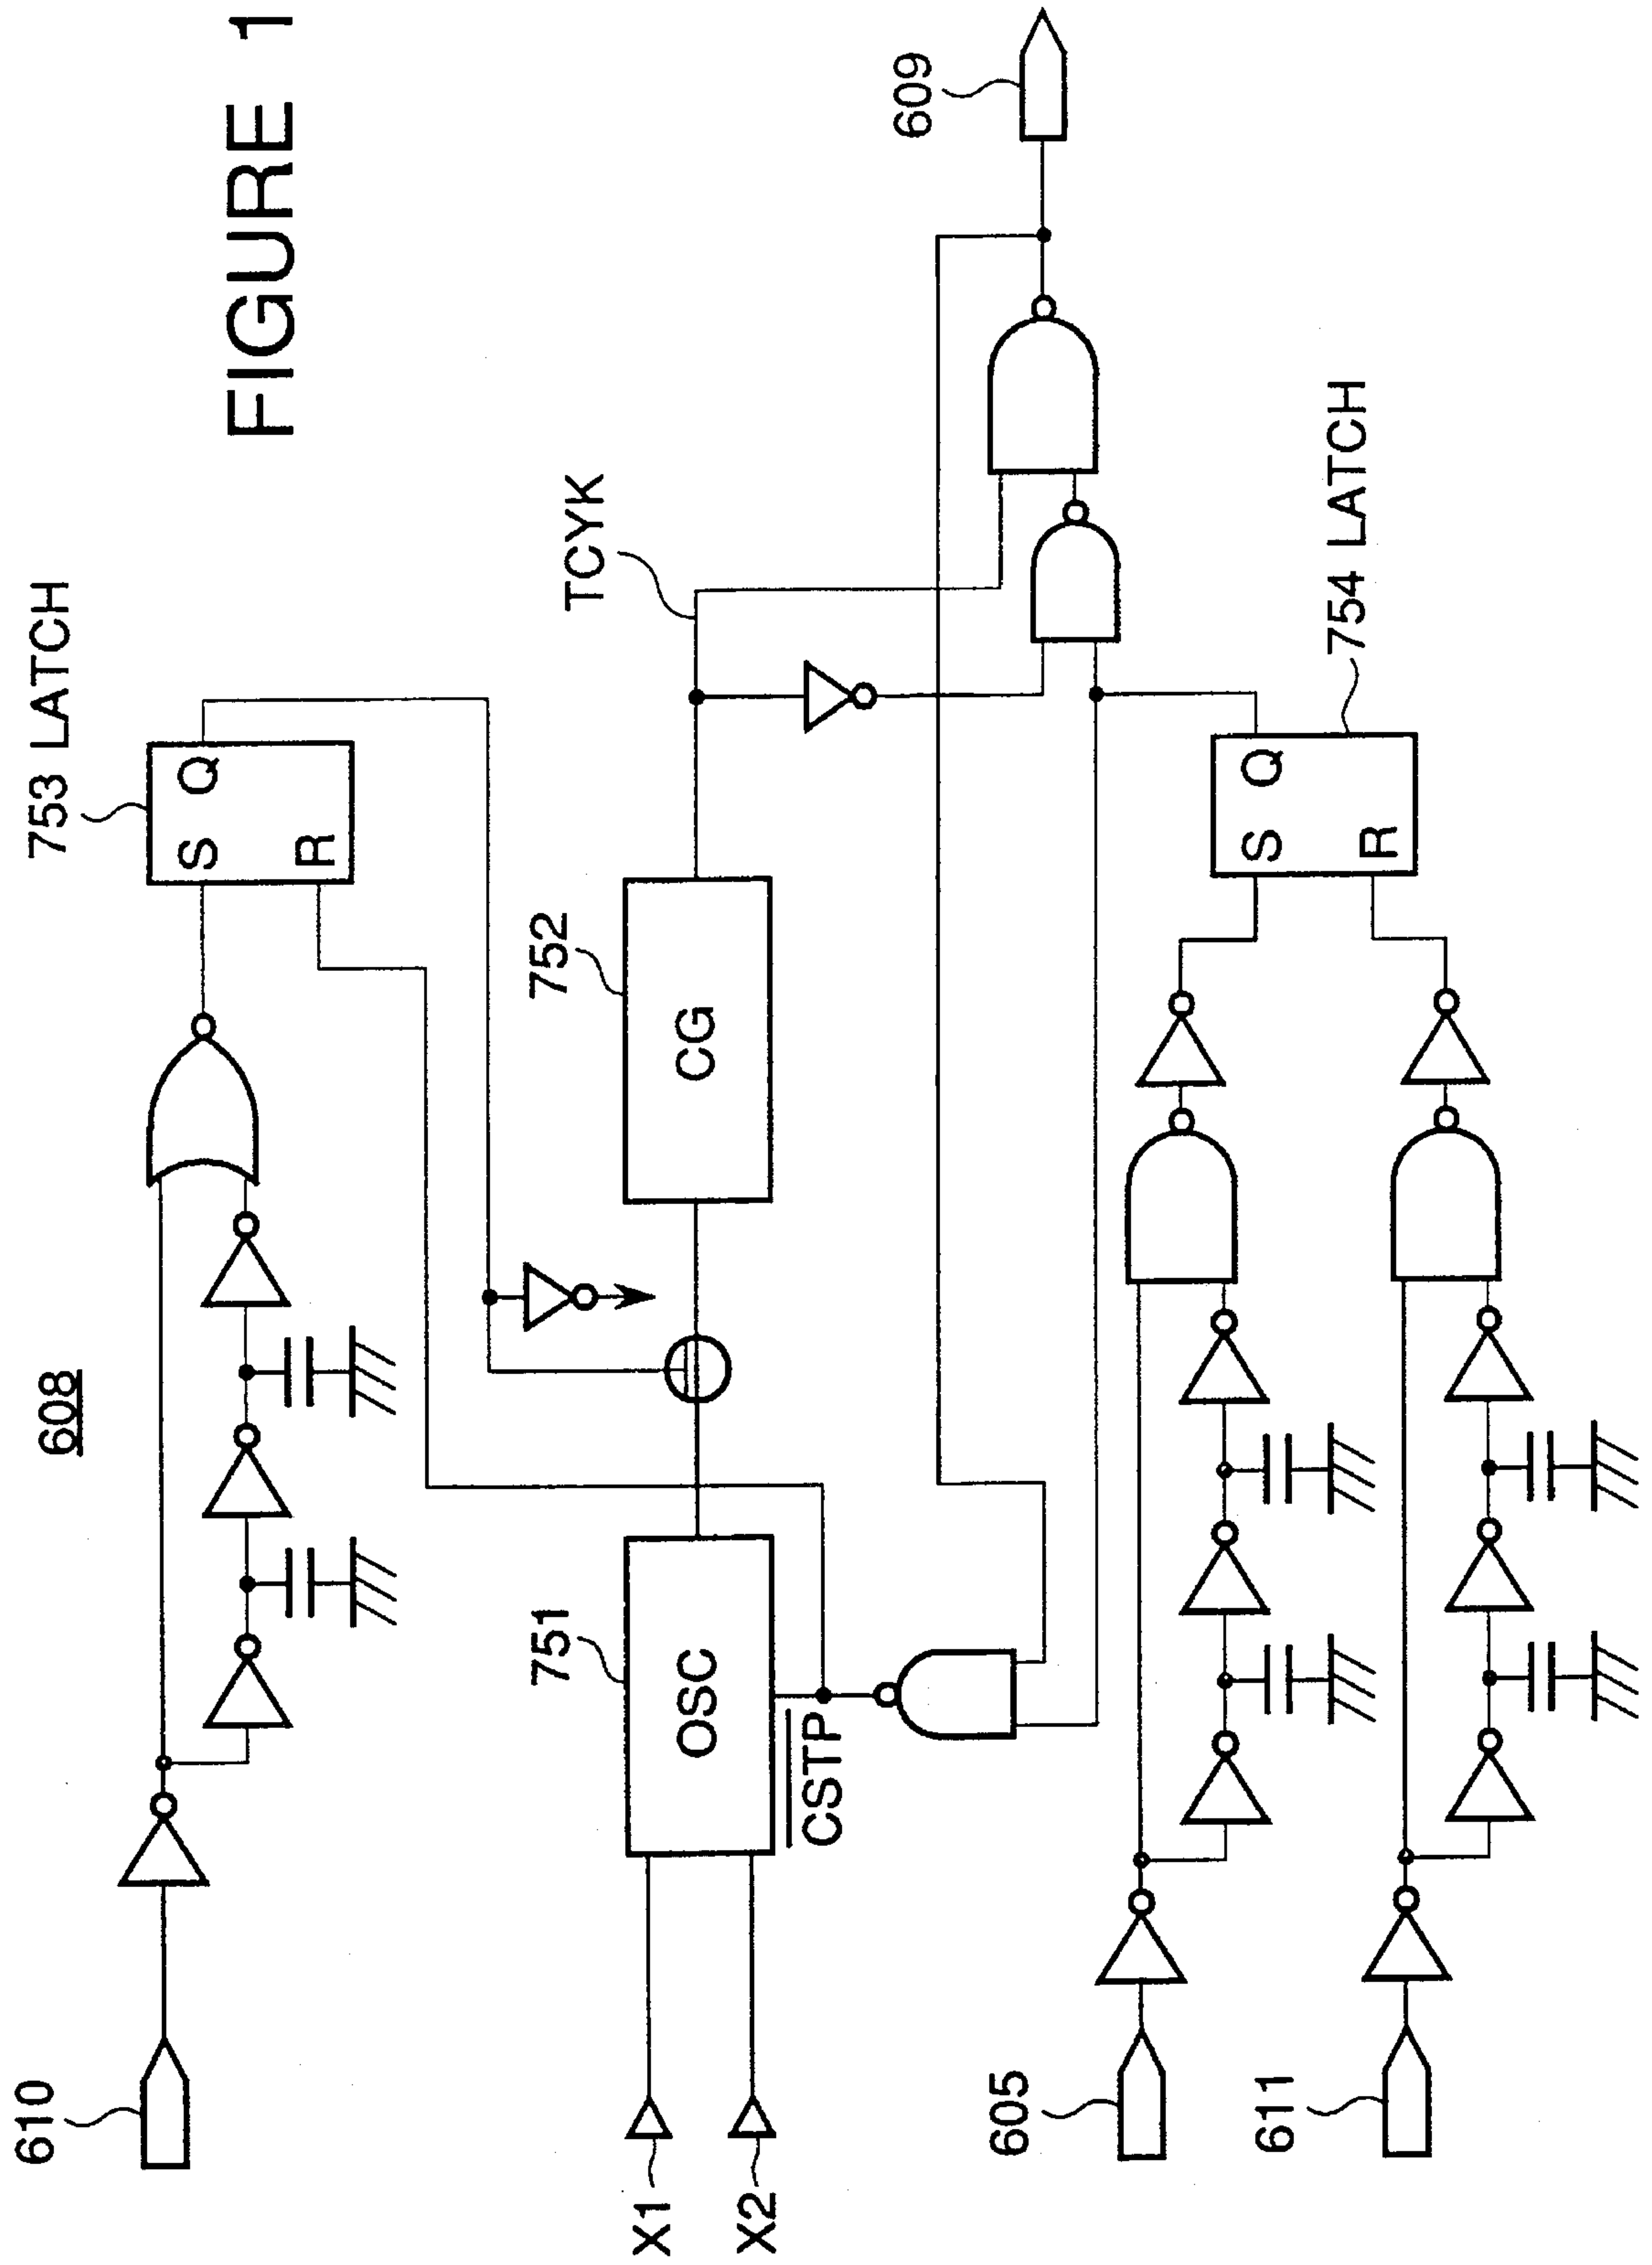 FIGURE 1
608
753 LATCH
S Q
R
610
751
OSC
752
CG
TCYK
X1
X2
CSTP
609
605
611
S Q
R
754 LATCH